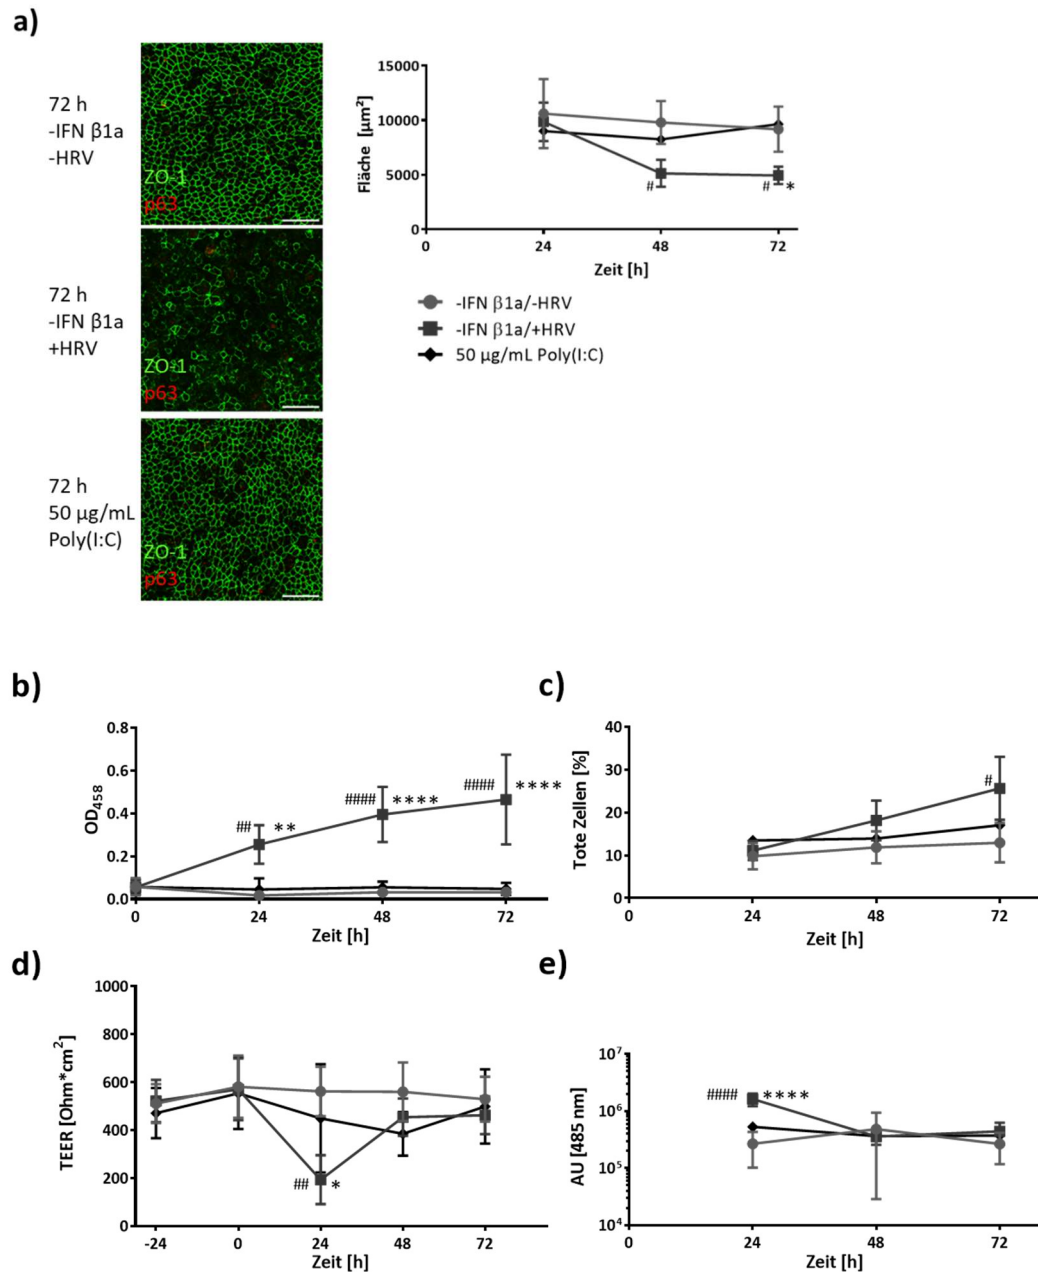 a)
72 h
-IFN β1a
-HRV
ZO-1
p63
72 h
-IFN β1a
+HRV
ZO-1
p63
72 h
50 µg/mL
Poly(I:C)
ZO-1
p63
Fläche [µm²]
15000
10000
5000
0
#
# *
0 24 48 72
Zeit [h]
-IFN β1a/-HRV
-IFN β1a/+HRV
50 µg/mL Poly(I:C)
b)
OD458
0.8
0.6
0.4
0.2
0.0
## **
#### ****
#### ****
0 24 48 72
Zeit [h]
c)
Tote Zellen [%]
40
30
20
10
0
#
0 24 48 72
Zeit [h]
d)
TEER [Ohm*cm²]
1000
800
600
400
200
0
## *
-24 0 24 48 72
Zeit [h]
e)
AU [485 nm]
10⁷
10⁶
10⁵
10⁴
#### ****
0 24 48 72
Zeit [h]